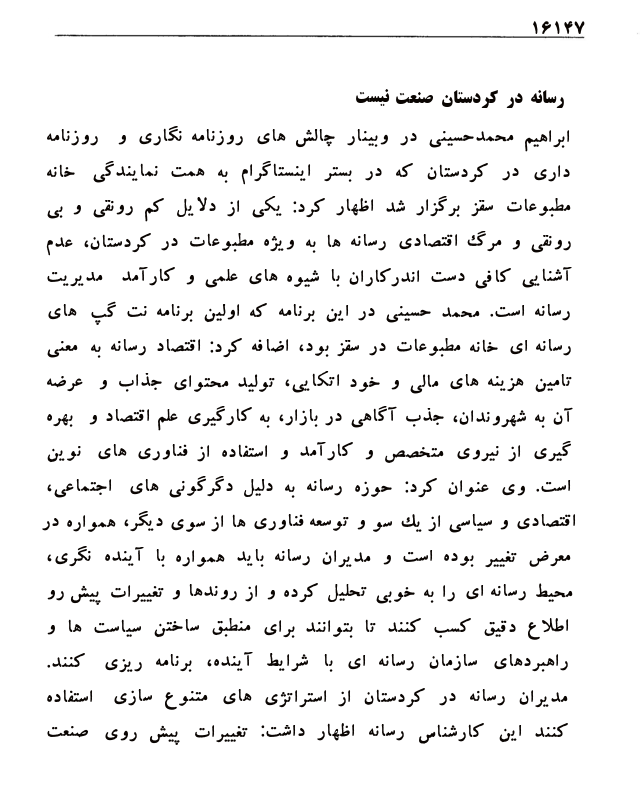 ۱۶۱۴۷
رسانه در کردستان صنعت نیست
ابراهیم محمدحسینی در وبینار چالش های روزنامه نگاری و روزنامه
داری در کردستان که در بستر اینستاگرام به همت نمایندگی خانه
مطبوعات سقز برگزار شد اظهار کرد: یکی از دلایل کم رونقی و بی
رونقی و مرگ اقتصادی رسانه ها به ویژه مطبوعات در کردستان، عدم
آشنایی کافی دست اندرکاران با شیوه های علمی و کارآمد مدیریت
رسانه است. محمد حسینی در این برنامه که اولین برنامه نت گپ های
رسانه ای خانه مطبوعات در سقز بود، اضافه کرد: اقتصاد رسانه به معنی
تامین هزینه های مالی و خود اتکایی، تولید محتوای جذاب و عرضه
آن به شهروندان، جذب آگاهی در بازار، به کارگیری علم اقتصاد و بهره
گیری از نیروی متخصص و کارآمد و استفاده از فناوری های نوین
است. وی عنوان کرد: حوزه رسانه به دلیل دگرگونی های اجتماعی،
اقتصادی و سیاسی از یك سو و توسعه فناوری ها از سوی دیگر، همواره در
معرض تغییر بوده است و مدیران رسانه باید همواره با آینده نگری،
محیط رسانه ای را به خوبی تحلیل کرده و از روندها و تغییرات پیش رو
اطلاع دقیق کسب کنند تا بتوانند برای منطبق ساختن سیاست ها و
راهبردهای سازمان رسانه ای با شرایط آینده، برنامه ریزی کنند.
مدیران رسانه در کردستان از استراتژی های متنوع سازی استفاده
کنند این کارشناس رسانه اظهار داشت: تغییرات پیش روی صنعت